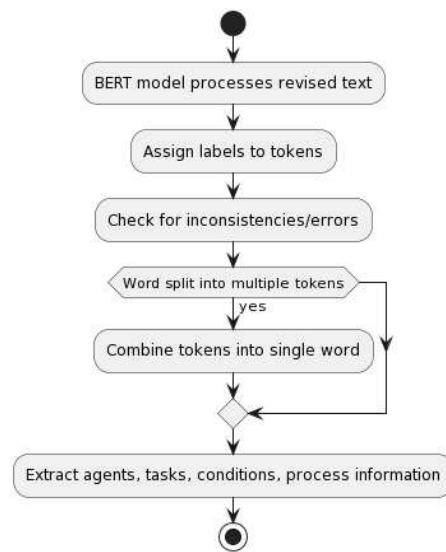 BERT model processes revised text
Assign labels to tokens
Check for inconsistencies/errors
Word split into multiple tokens
yes
Combine tokens into single word
Extract agents, tasks, conditions, process information